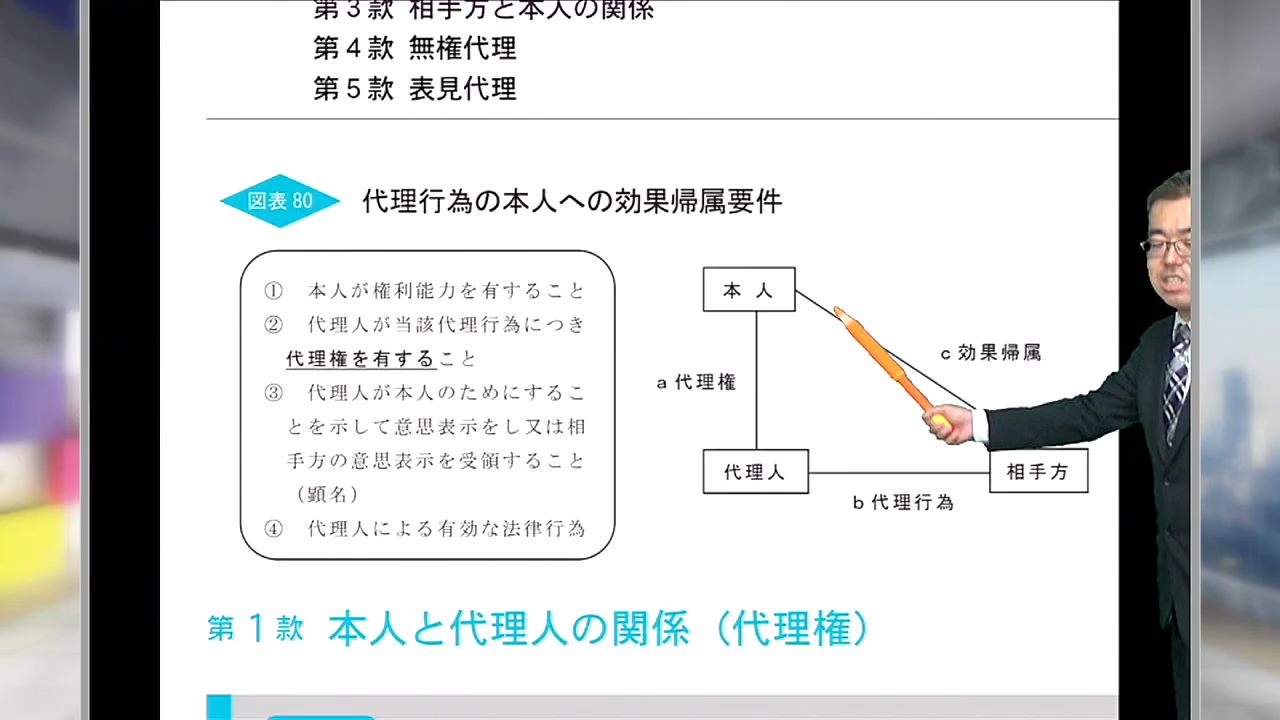 第3款 相手方と本人の関係
第4款 無権代理
第5款 表見代理
図表 80 代理行為の本人への効果帰属要件
① 本人が権利能力を有すること
② 代理人が当該代理行為につき
代理権を有すること
③ 代理人が本人のためにするこ
とを示して意思表示をし又は相
手方の意思表示を受領すること
（顕名）
④ 代理人による有効な法律行為
本 人
c 効果帰属
a 代理権
代理人
相手方
b 代理行為
第1款 本人と代理人の関係（代理権）